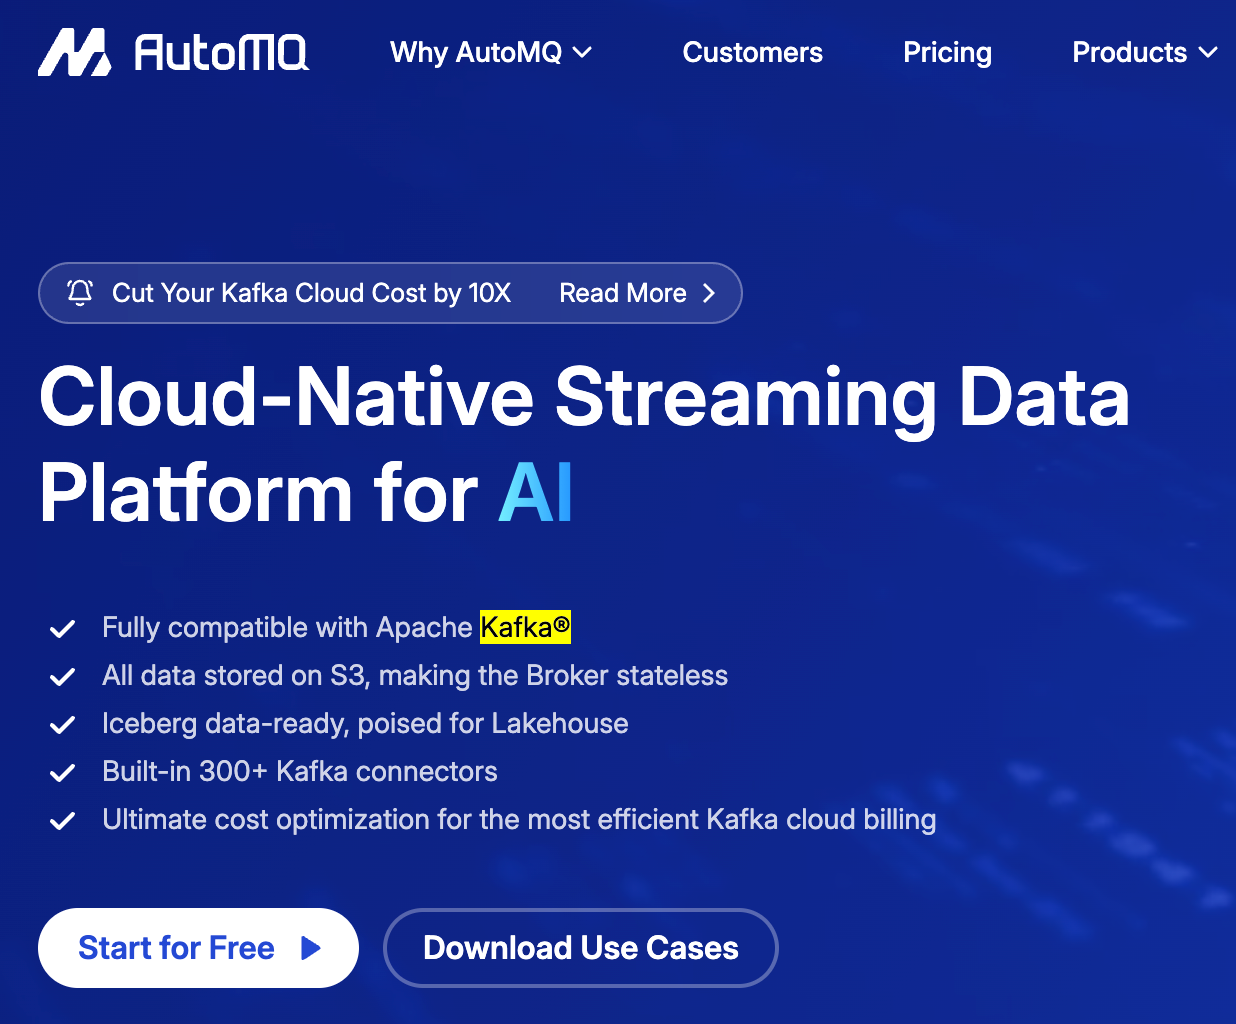 AutoMQ Why AutoMQ Customers Pricing Products
Cut Your Kafka Cloud Cost by 10X Read More
Cloud-Native Streaming Data
Platform for AI
Fully compatible with Apache Kafka®
All data stored on S3, making the Broker stateless
Iceberg data-ready, poised for Lakehouse
Built-in 300+ Kafka connectors
Ultimate cost optimization for the most efficient Kafka cloud billing
Start for Free Download Use Cases